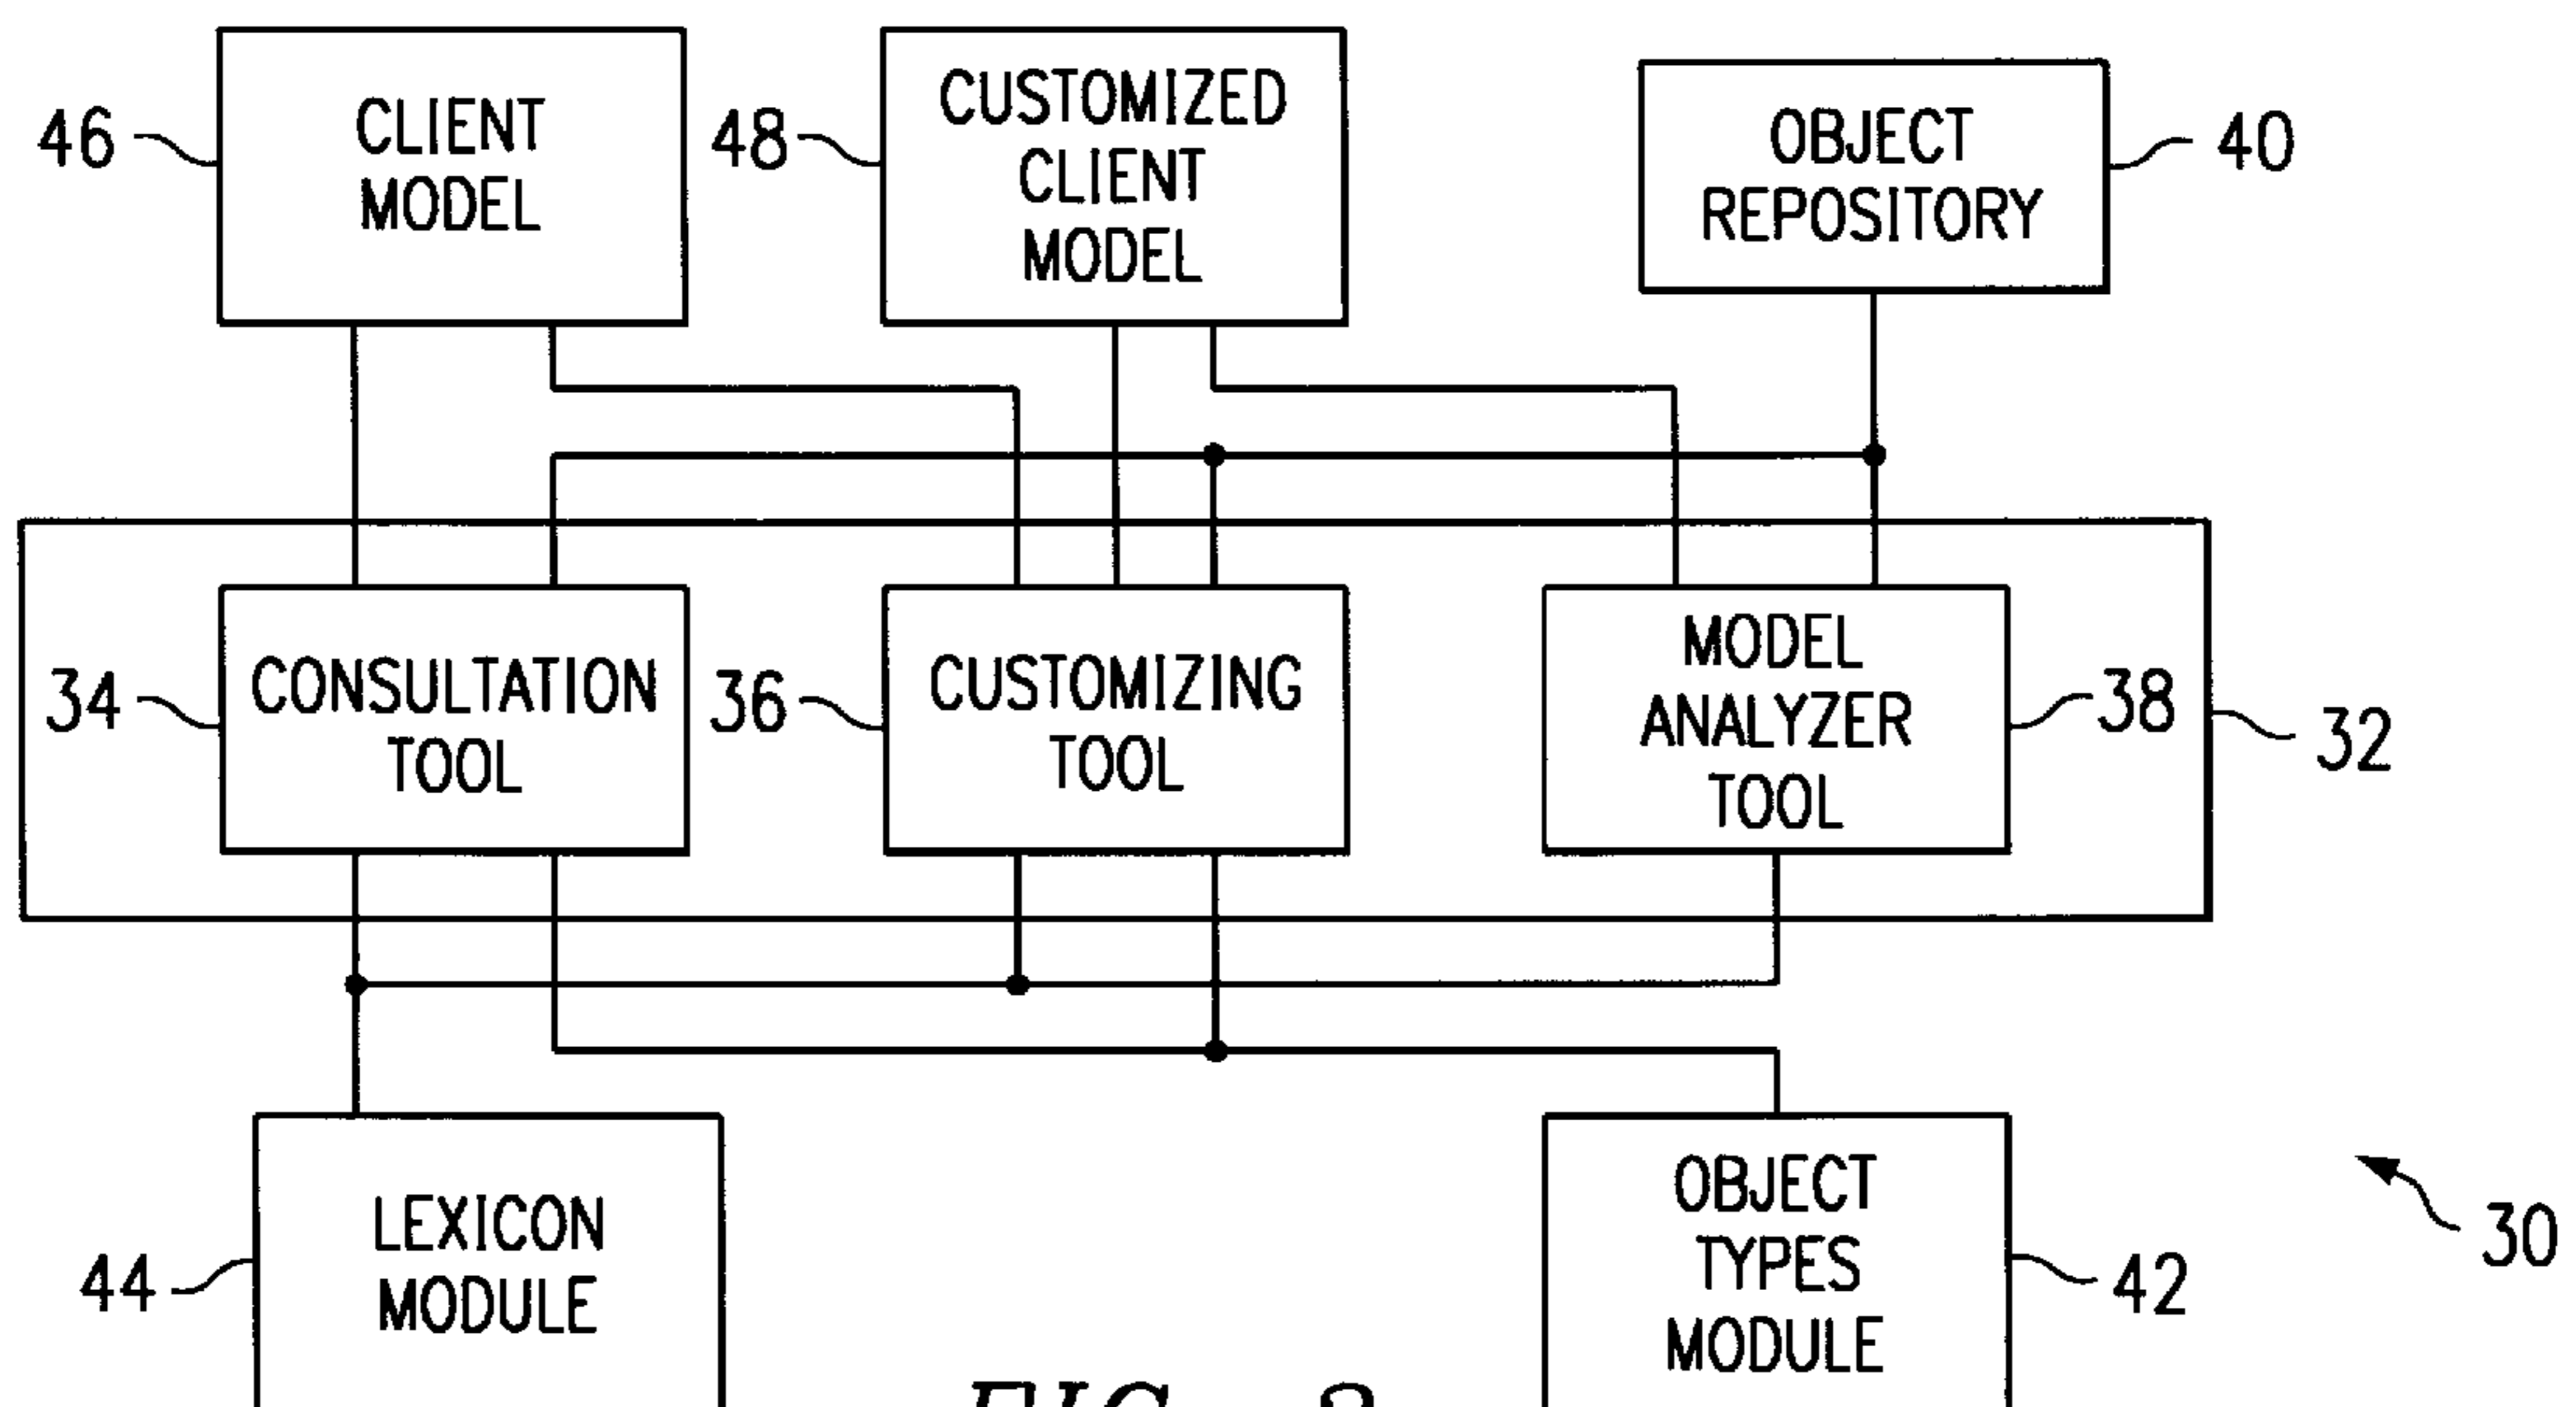 46
CLIENT
MODEL
48
CUSTOMIZED
CLIENT
MODEL
OBJECT
REPOSITORY
40
34
CONSULTATION
TOOL
36
CUSTOMIZING
TOOL
MODEL
ANALYZER
TOOL
38
32
44
LEXICON
MODULE
OBJECT
TYPES
MODULE
42
30
FIG.